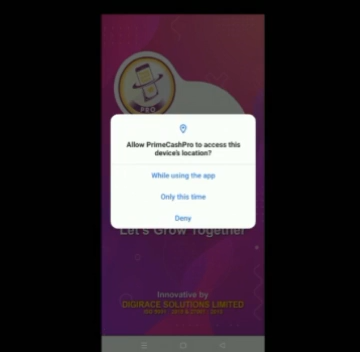 PRO
Allow PrimeCashPro to access this
device's location?
While using the app
Only this time
Deny
Let's Grow Together
Innovative by
DIGIRACE SOLUTIONS LIMITED